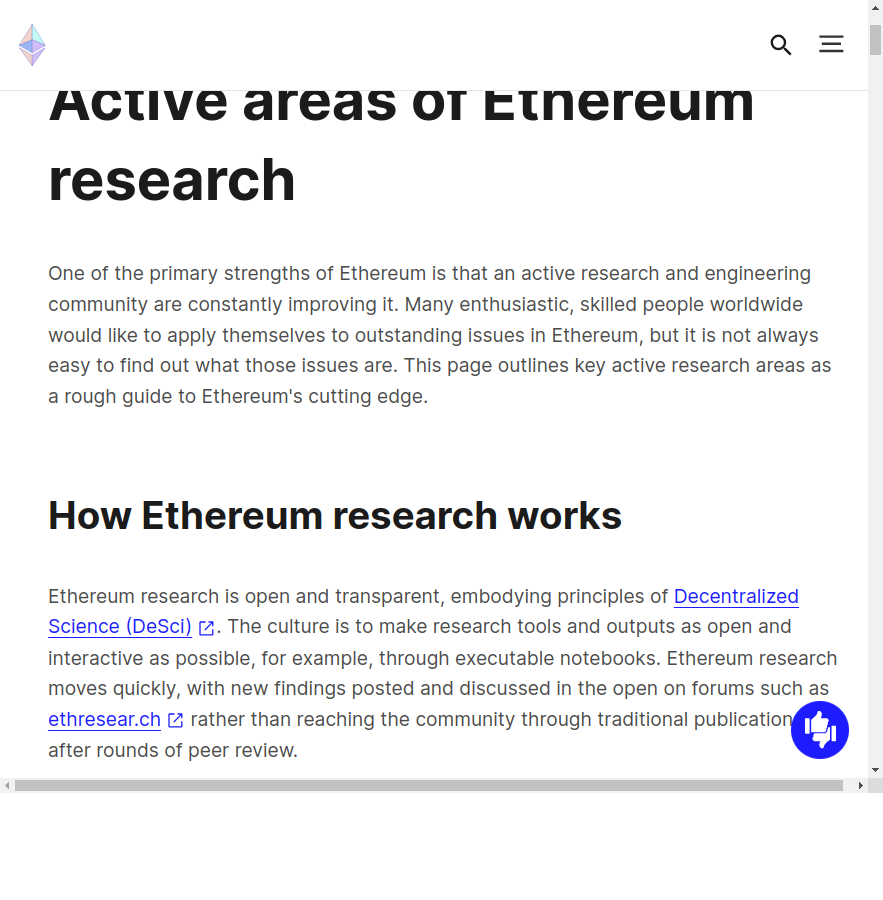 Active areas of Ethereum
research
One of the primary strengths of Ethereum is that an active research and engineering
community are constantly improving it. Many enthusiastic, skilled people worldwide
would like to apply themselves to outstanding issues in Ethereum, but it is not always
easy to find out what those issues are. This page outlines key active research areas as
a rough guide to Ethereum's cutting edge.
How Ethereum research works
Ethereum research is open and transparent, embodying principles of Decentralized
Science (DeSci). The culture is to make research tools and outputs as open and
interactive as possible, for example, through executable notebooks. Ethereum research
moves quickly, with new findings posted and discussed in the open on forums such as
ethresear.ch rather than reaching the community through traditional publication
after rounds of peer review.